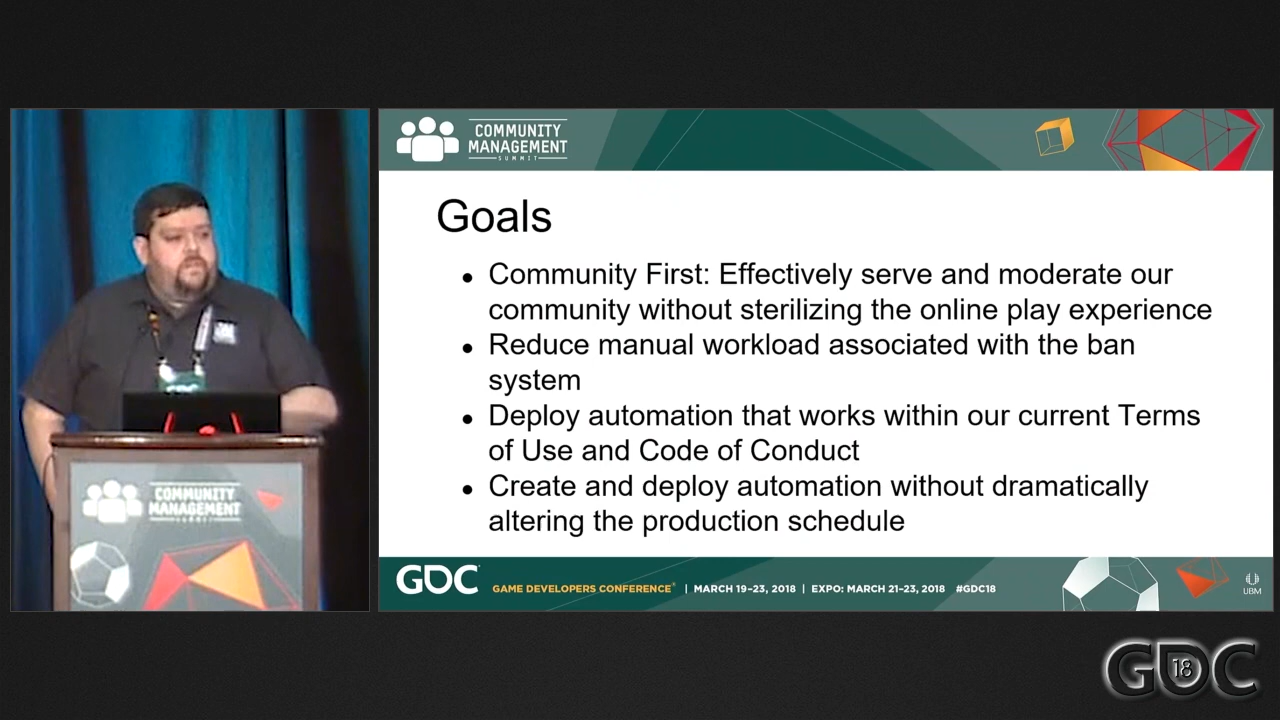 COMMUNITY
MANAGEMENT
SUMMIT
Goals
• Community First: Effectively serve and moderate our
community without sterilizing the online play experience
• Reduce manual workload associated with the ban
system
• Deploy automation that works within our current Terms
of Use and Code of Conduct
• Create and deploy automation without dramatically
altering the production schedule
GDC GAME DEVELOPERS CONFERENCE® | MARCH 19–23, 2018 | EXPO: MARCH 21–23, 2018 #GDC18
UBM
COMMUNITY
MANAGEMENT
SUMMIT
GDC
GDC
18